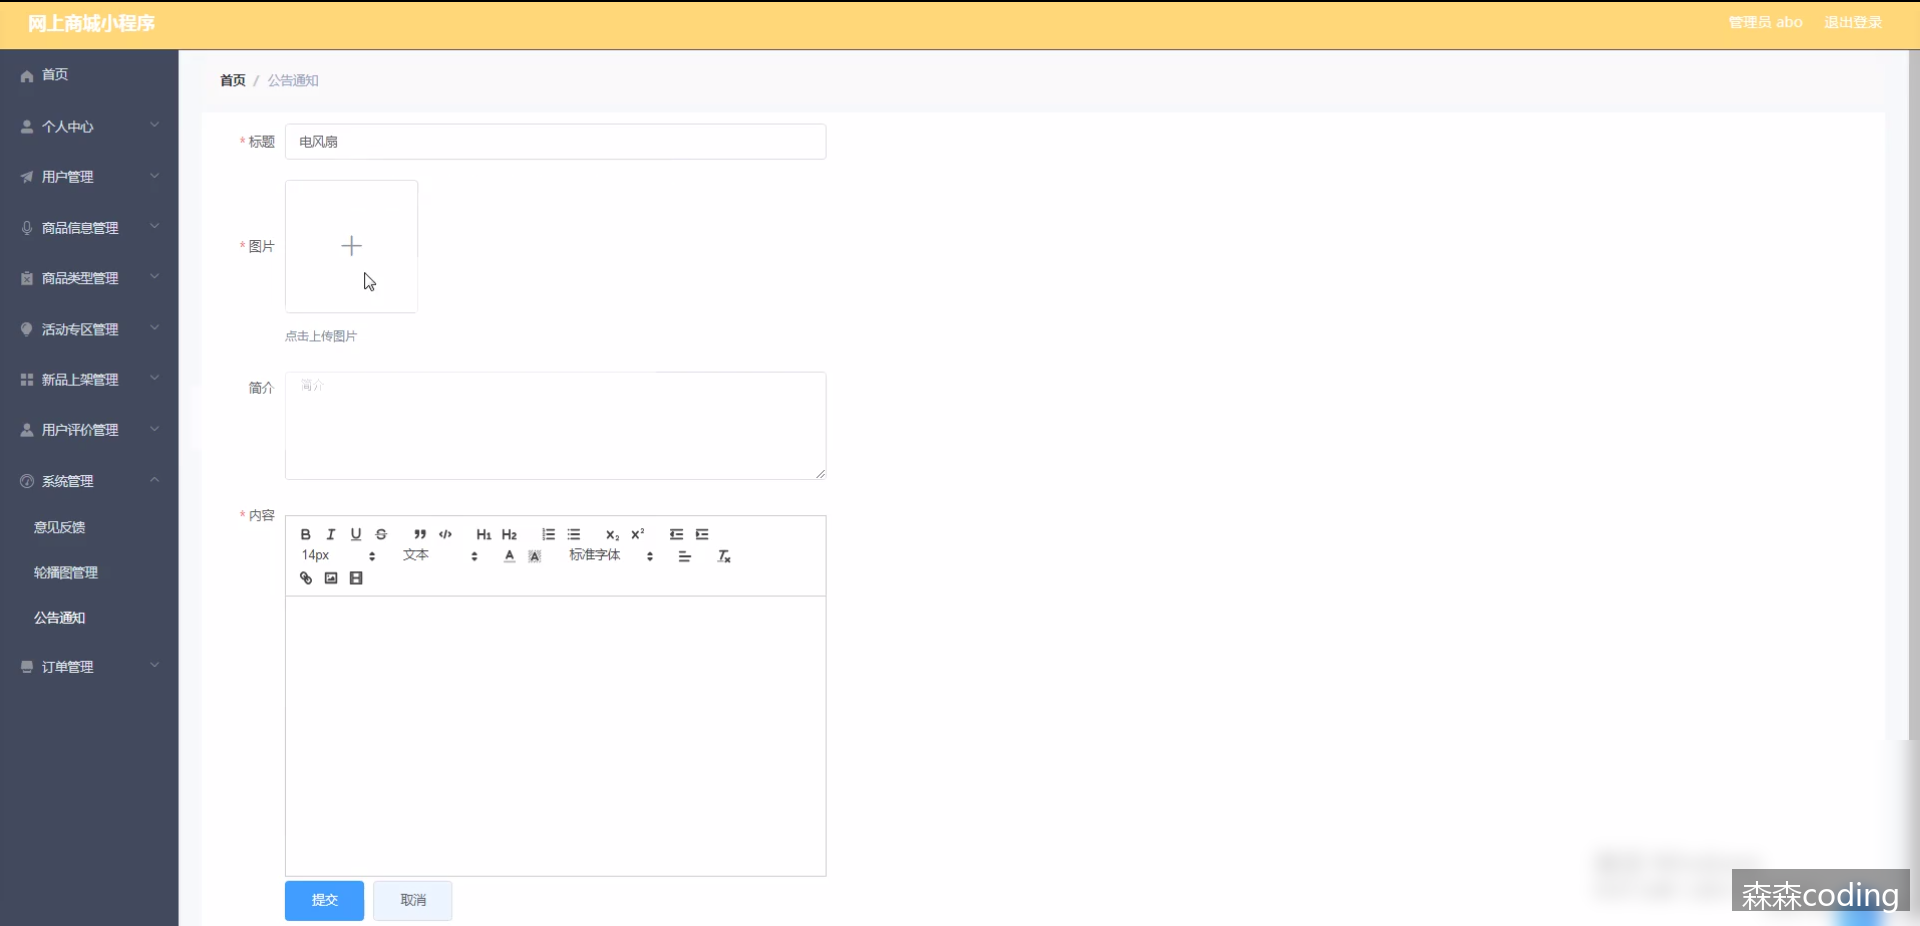 网上商城小程序
管理员 abo 退出登录
首页
个人中心
用户管理
商品信息管理
商品类型管理
活动专区管理
新品上架管理
用户评价管理
系统管理
意见反馈
轮播图管理
公告通知
订单管理
首页 / 公告通知
* 标题 电风扇
* 图片
点击上传图片
简介 简介
* 内容
B I U S ” </> H1 H2 X2 X2
14px 文本 A A 标准字体 Tx
提交 取消
森森coding